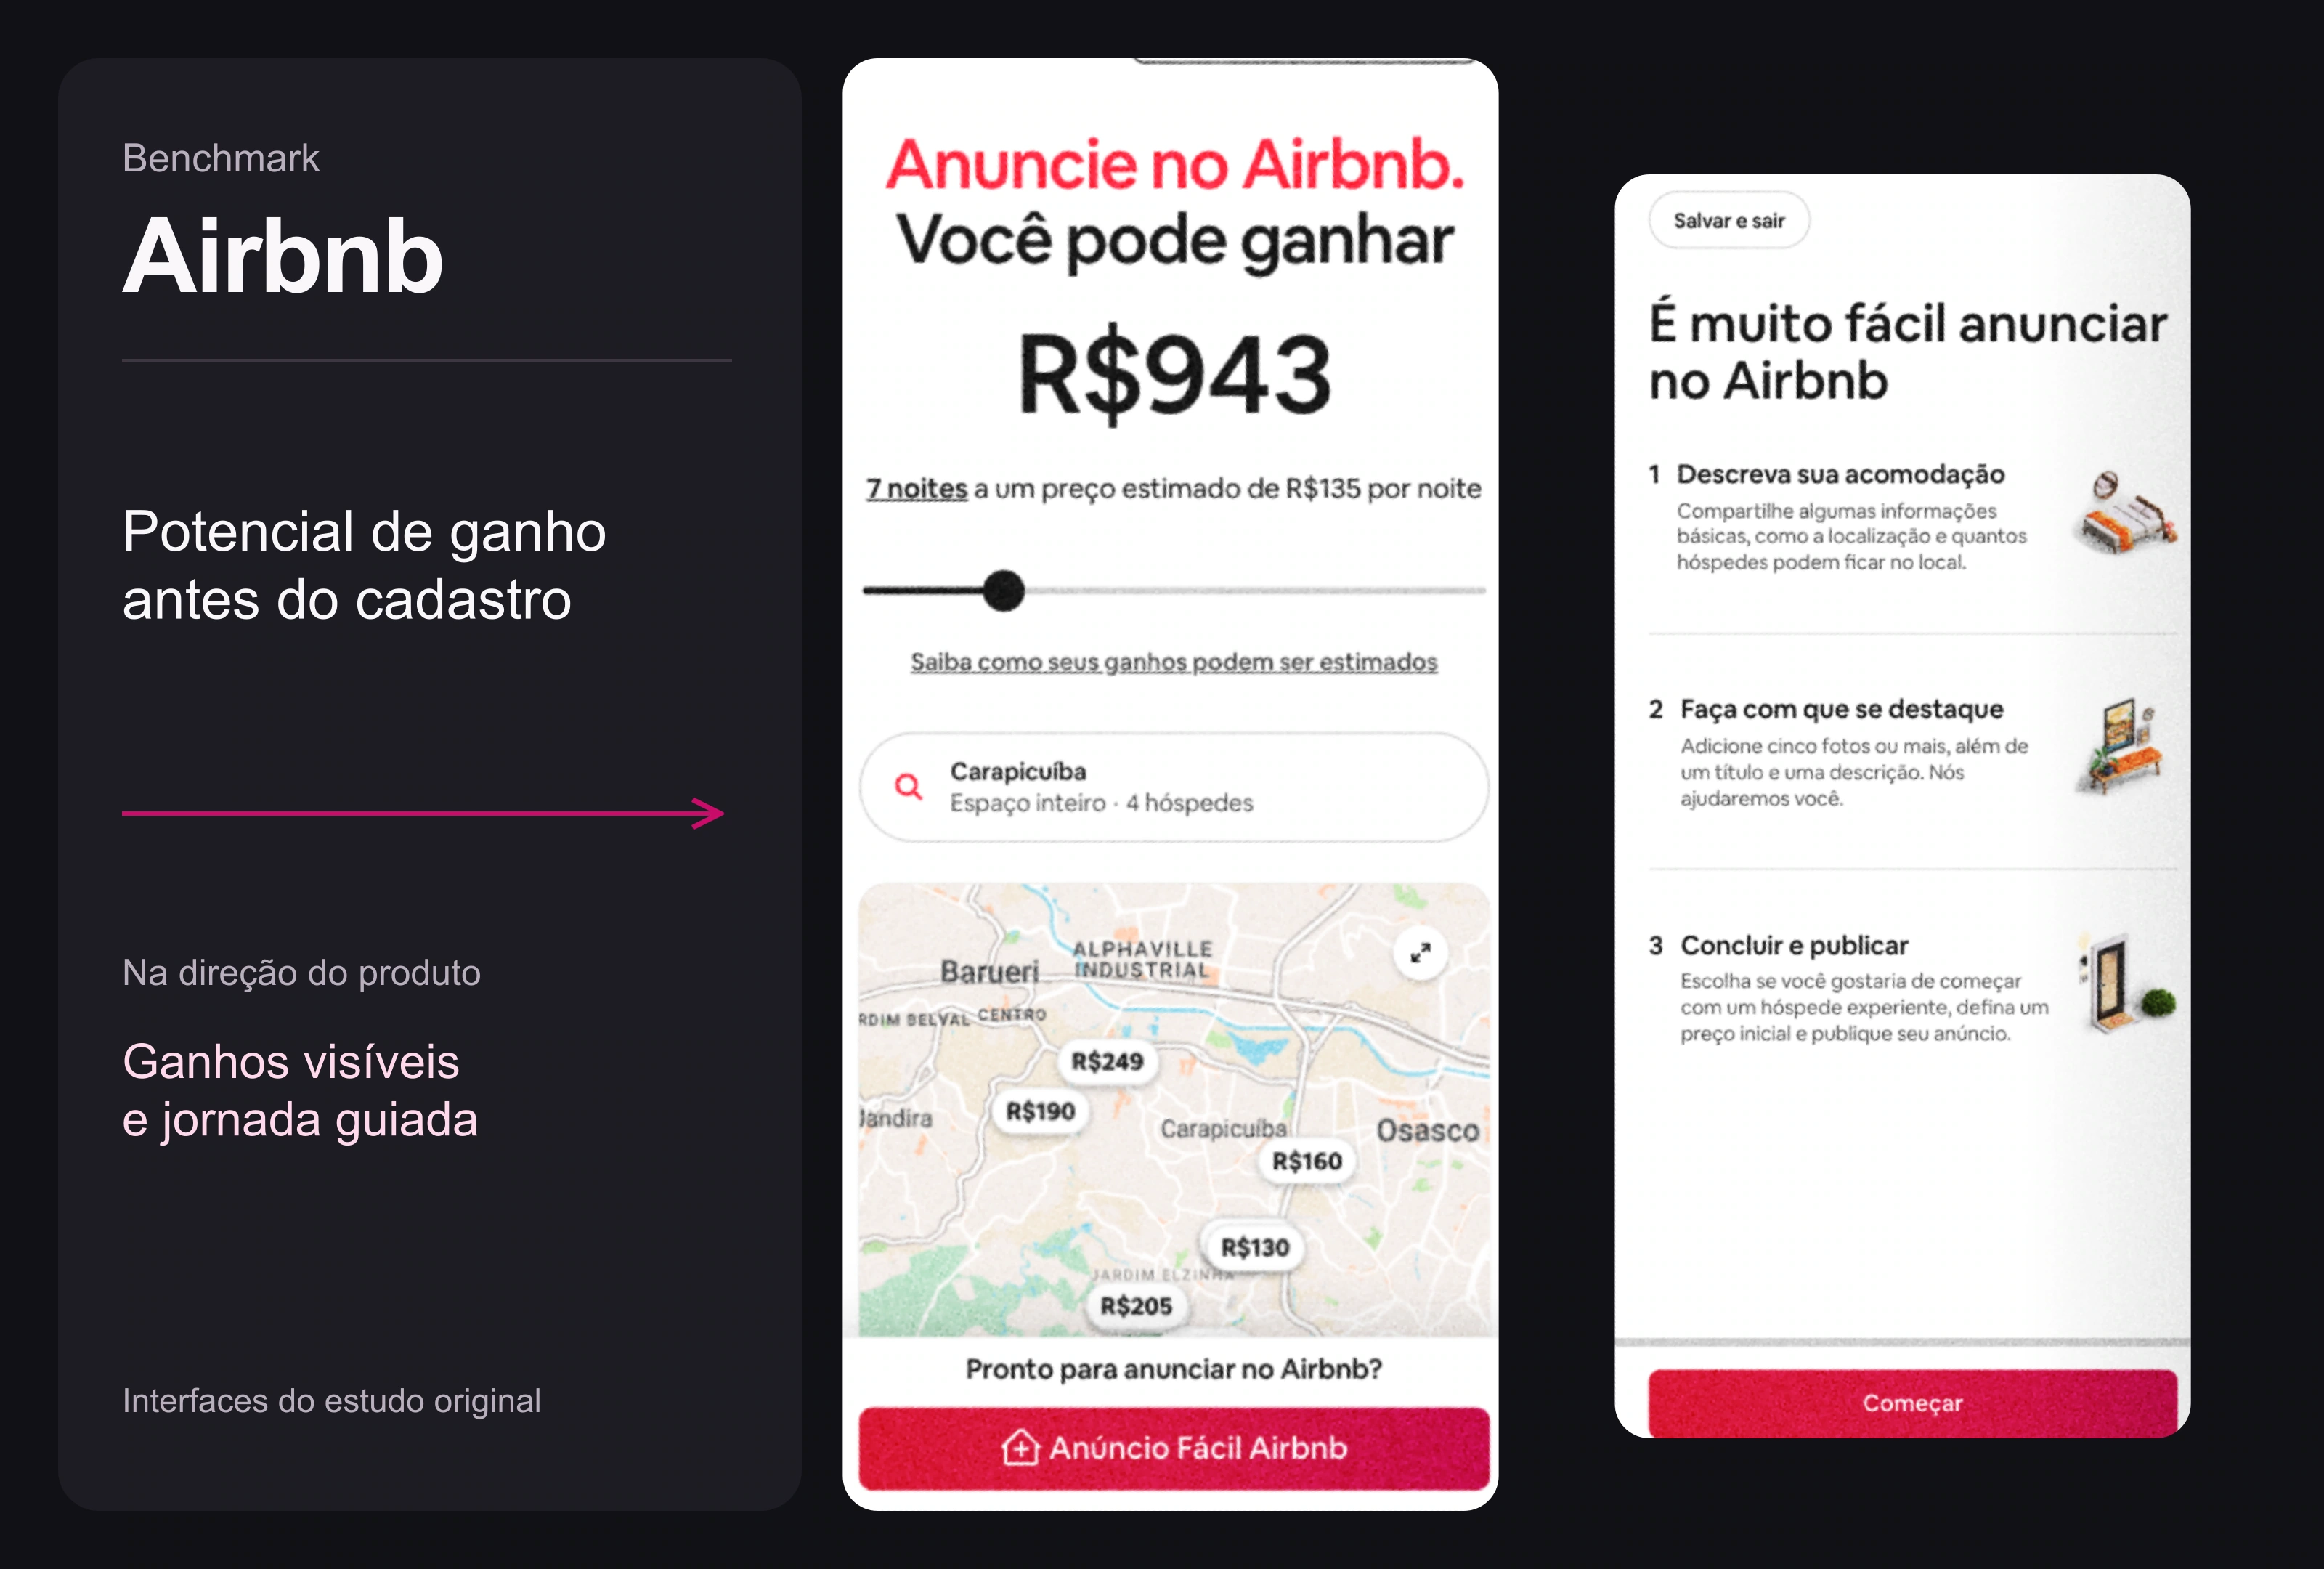 Benchmark
Airbnb
Potencial de ganho
antes do cadastro
Na direção do produto
Ganhos visíveis
e jornada guiada
Interfaces do estudo original
Anuncie no Airbnb.
Você pode ganhar
R$943
7 noites a um preço estimado de R$135 por noite
Saiba como seus ganhos podem ser estimados
Carapicuíba
Espaço inteiro · 4 hóspedes
ALPHAVILLE
INDUSTRIAL
Barueri
RDIM BELVAL CENTRO
R$249
R$190
Jandira
Carapicuíba
Osasco
R$160
R$130
JARDIM ELZINHA
R$205
Pronto para anunciar no Airbnb?
Anúncio Fácil Airbnb
Salvar e sair
É muito fácil anunciar
no Airbnb
1 Descreva sua acomodação
Compartilhe algumas informações
básicas, como a localização e quantos
hóspedes podem ficar no local.
2 Faça com que se destaque
Adicione cinco fotos ou mais, além de
um título e uma descrição. Nós
ajudaremos você.
3 Concluir e publicar
Escolha se você gostaria de começar
com um hóspede experiente, defina um
preço inicial e publique seu anúncio.
Começar